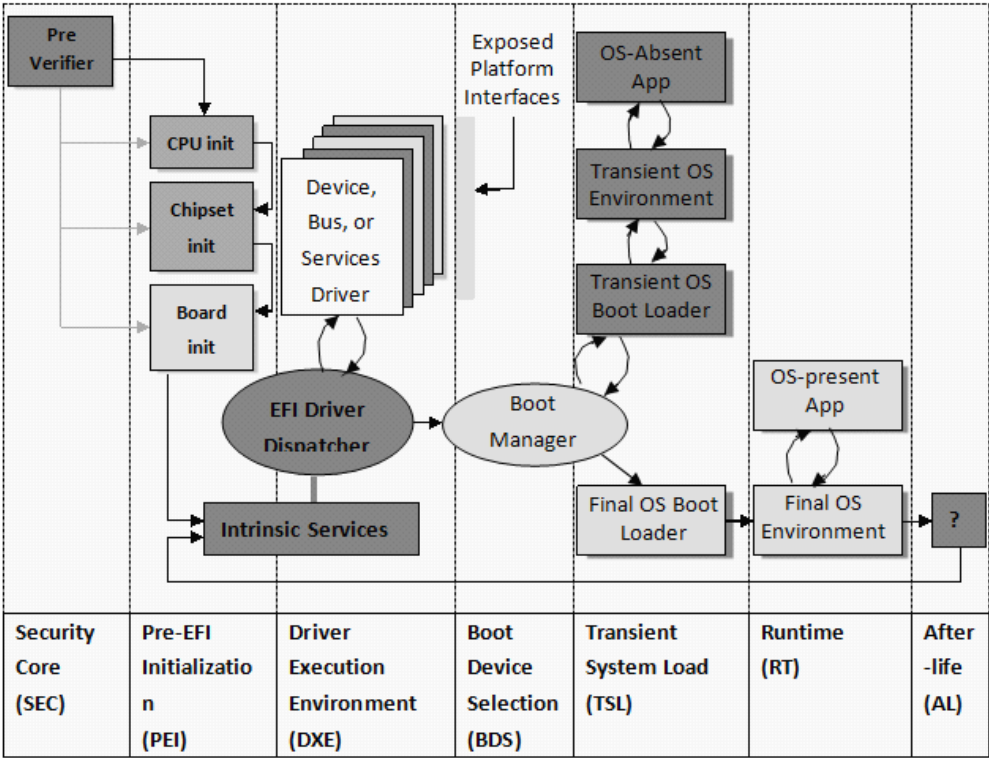 Pre
Verifier
CPU init
Chipset
init
Board
init
Device,
Bus, or
Services
Driver
EFI Driver
Dispatcher
Intrinsic Services
Exposed
Platform
Interfaces
Boot
Manager
OS-Absent
App
Transient OS
Environment
Transient OS
Boot Loader
Final OS Boot
Loader
OS-present
App
Final OS
Environment
?
Security
Core
(SEC)
Pre-EFI
Initializatio
n
(PEI)
Driver
Execution
Environment
(DXE)
Boot
Device
Selection
(BDS)
Transient
System Load
(TSL)
Runtime
(RT)
After
-life
(AL)